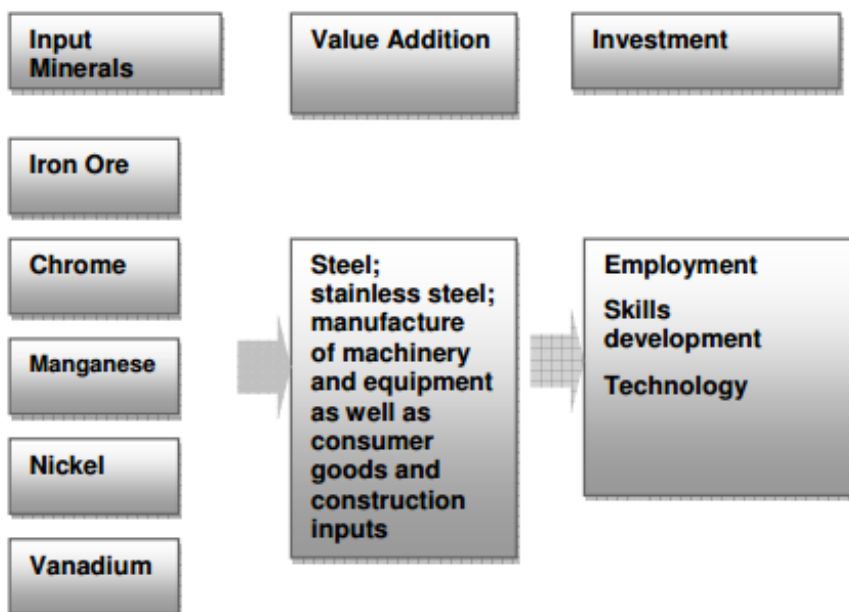 Input
Minerals
Value Addition
Investment
Iron Ore
Chrome
Manganese
Nickel
Vanadium
Steel;
stainless steel;
manufacture
of machinery
and equipment
as well as
consumer
goods and
construction
inputs
Employment
Skills
development
Technology